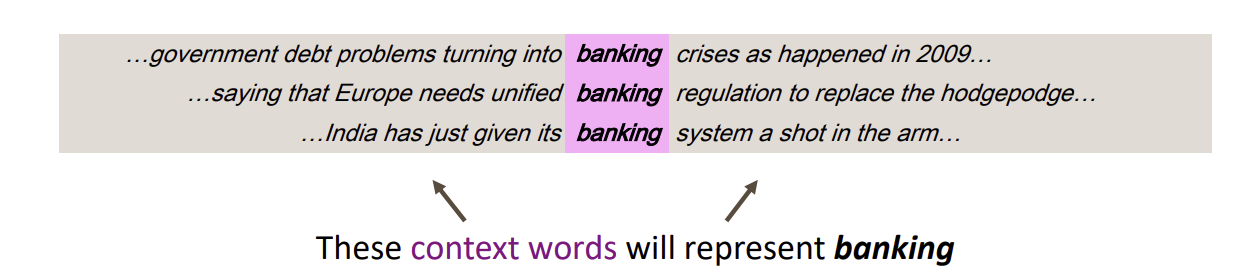 …government debt problems turning into banking crises as happened in 2009…
…saying that Europe needs unified banking regulation to replace the hodgepodge…
…India has just given its banking system a shot in the arm…
These context words will represent banking